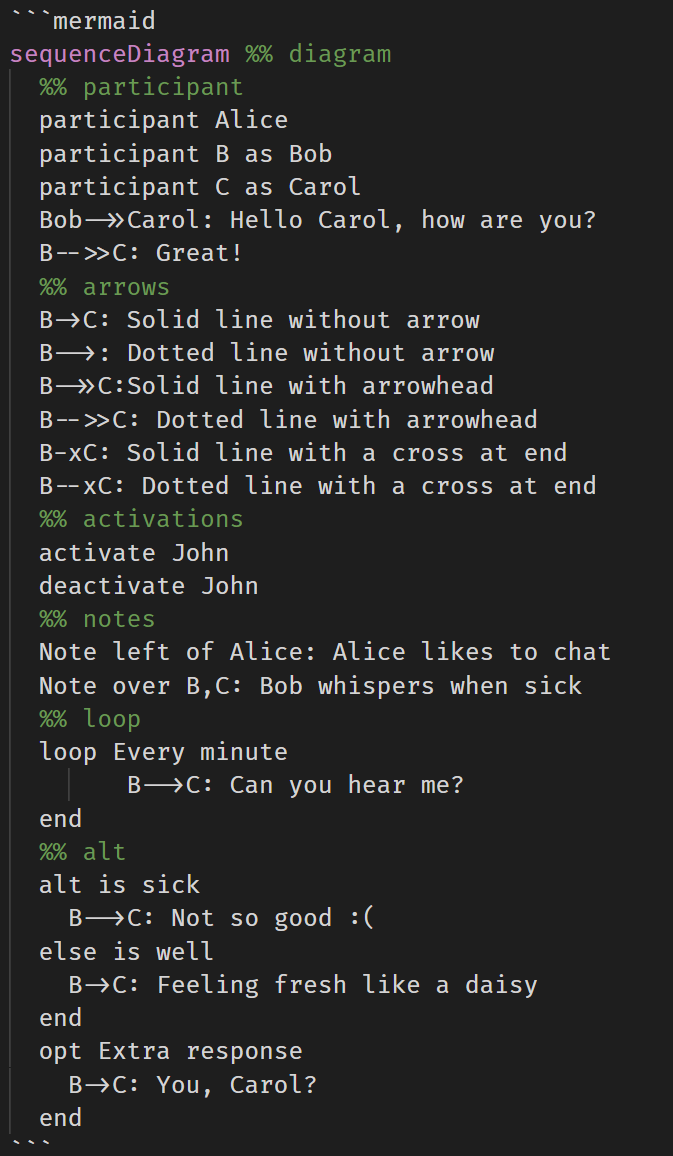 ```mermaid
sequenceDiagram %% diagram
%% participant
participant Alice
participant B as Bob
participant C as Carol
Bob->>Carol: Hello Carol, how are you?
B-->>C: Great!
%% arrows
B->C: Solid line without arrow
B-->: Dotted line without arrow
B->>C:Solid line with arrowhead
B-->>C: Dotted line with arrowhead
B-xC: Solid line with a cross at end
B--xC: Dotted line with a cross at end
%% activations
activate John
deactivate John
%% notes
Note left of Alice: Alice likes to chat
Note over B,C: Bob whispers when sick
%% loop
loop Every minute
B-->C: Can you hear me?
end
%% alt
alt is sick
B-->C: Not so good :(
else is well
B->C: Feeling fresh like a daisy
end
opt Extra response
B->C: You, Carol?
end
```